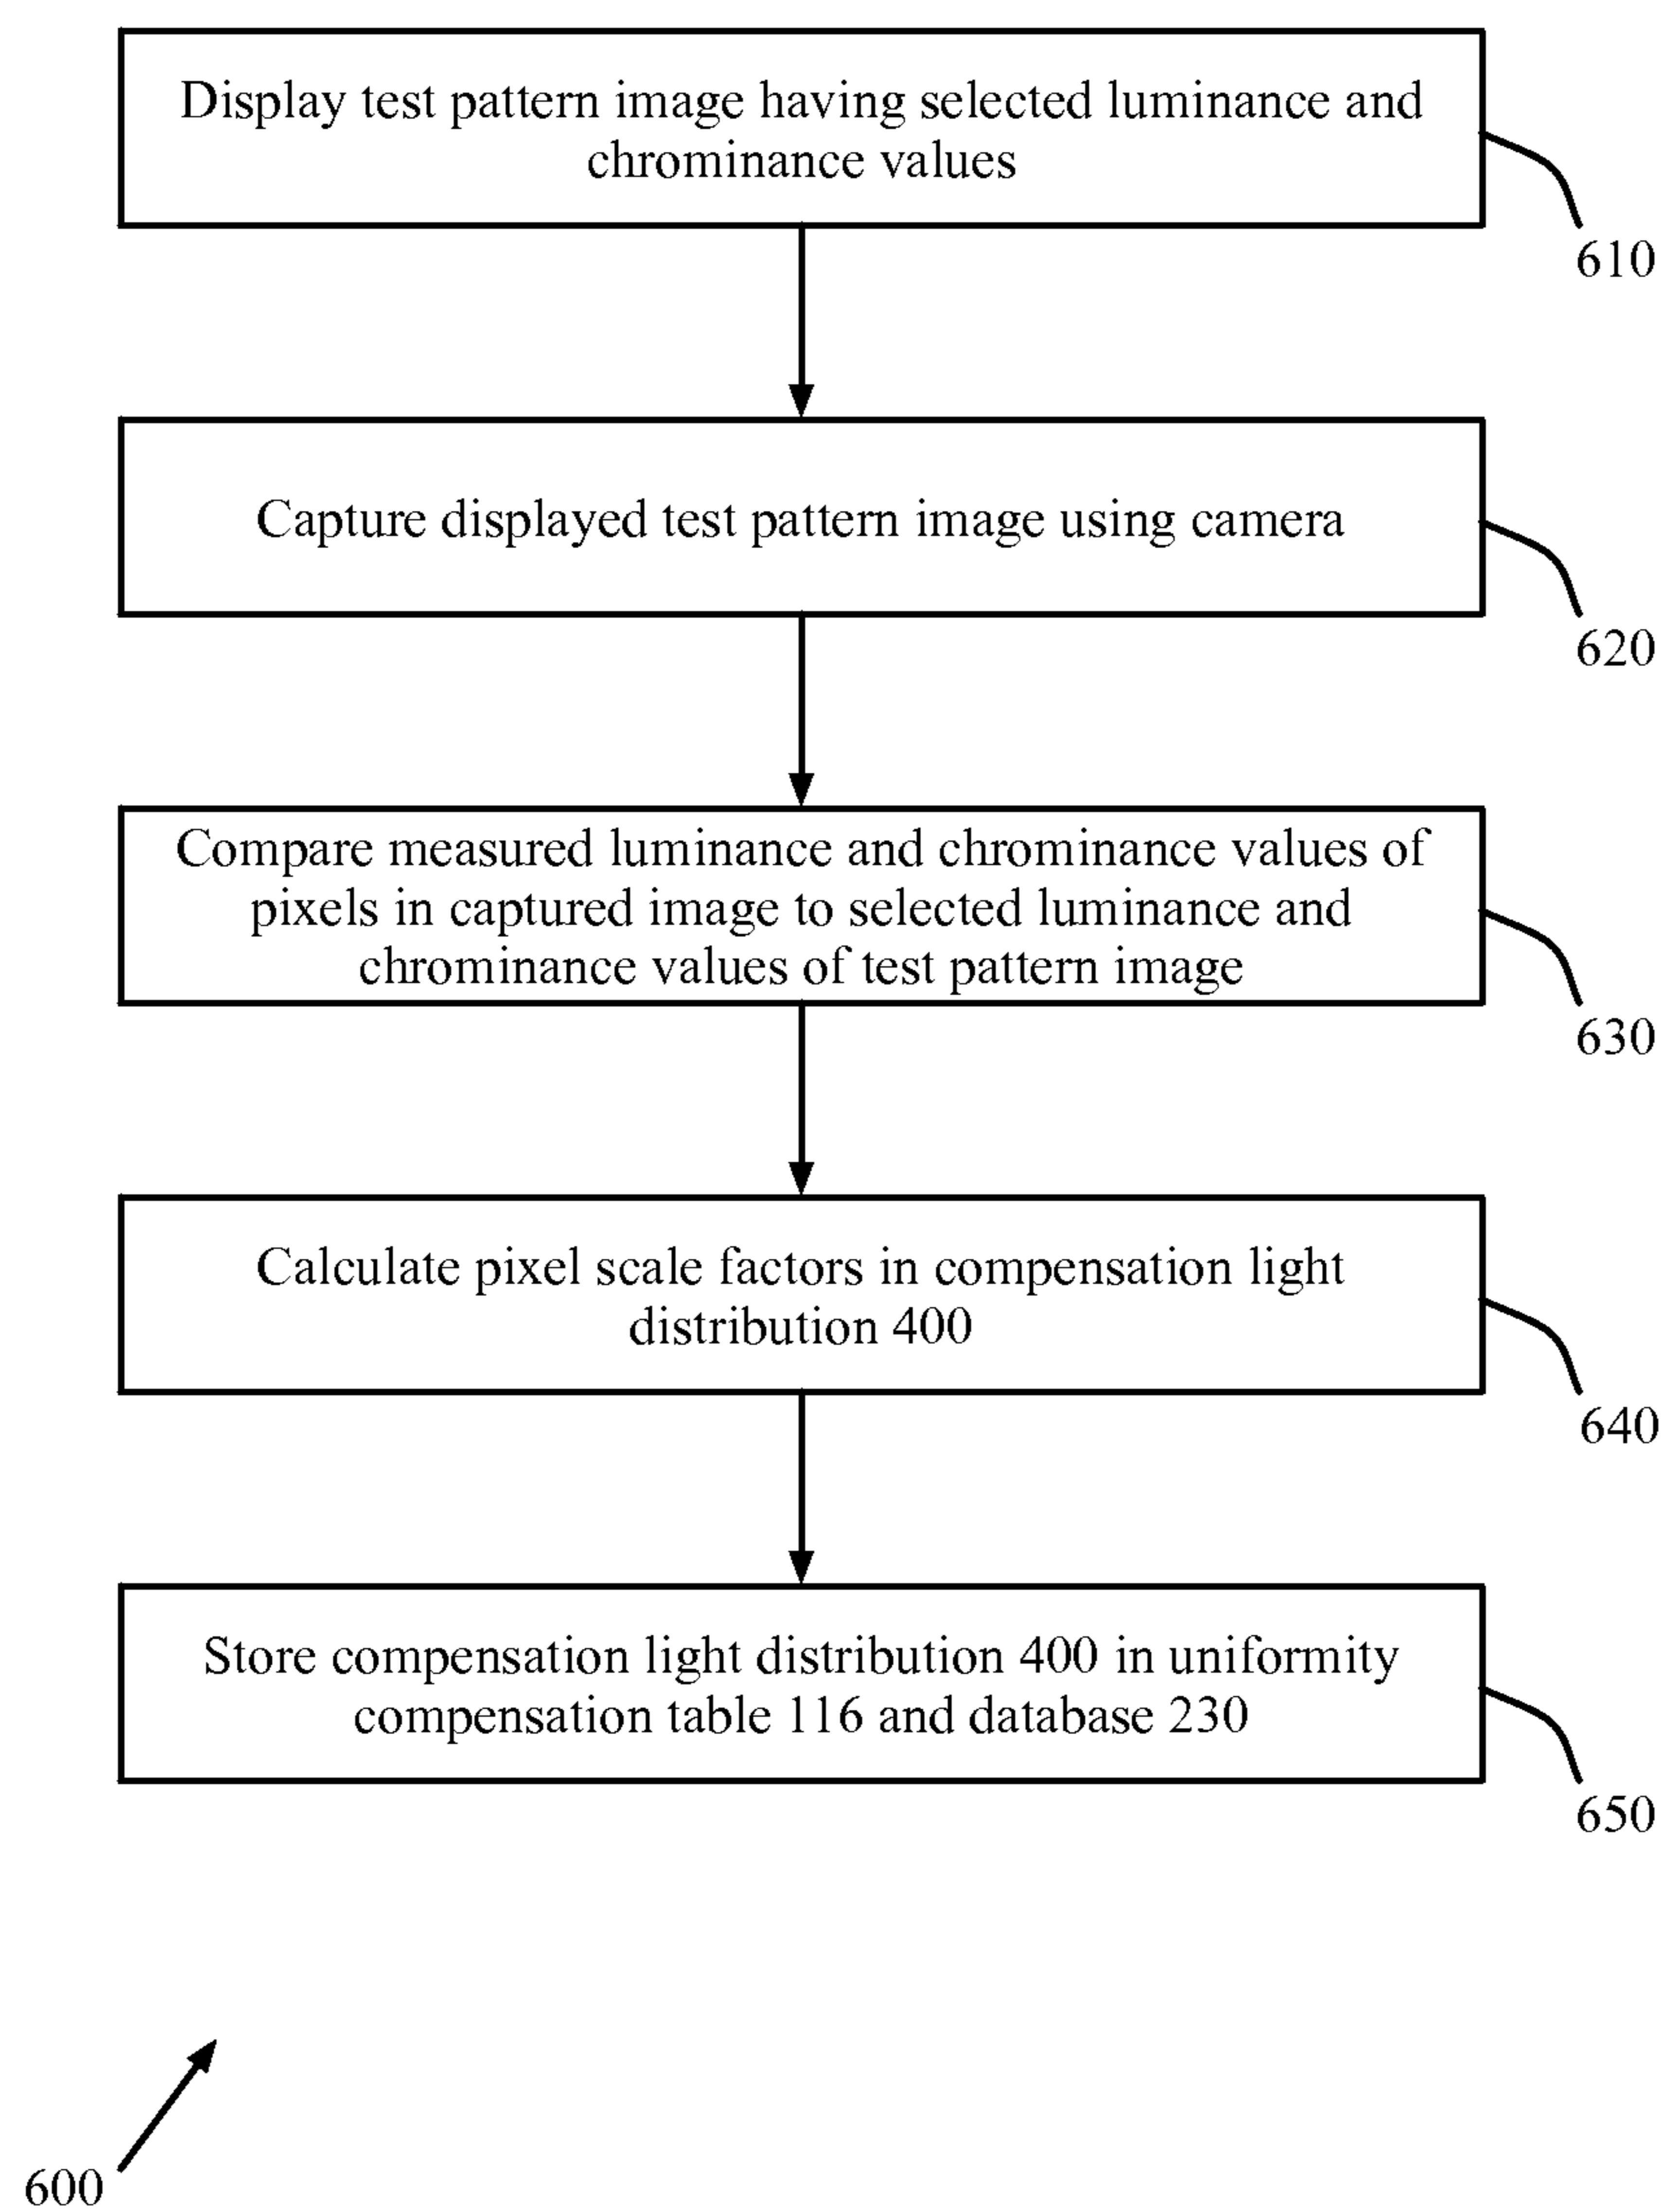 Display test pattern image having selected luminance and
chrominance values
610
Capture displayed test pattern image using camera
620
Compare measured luminance and chrominance values of
pixels in captured image to selected luminance and
chrominance values of test pattern image
630
Calculate pixel scale factors in compensation light
distribution 400
640
Store compensation light distribution 400 in uniformity
compensation table 116 and database 230
650
600